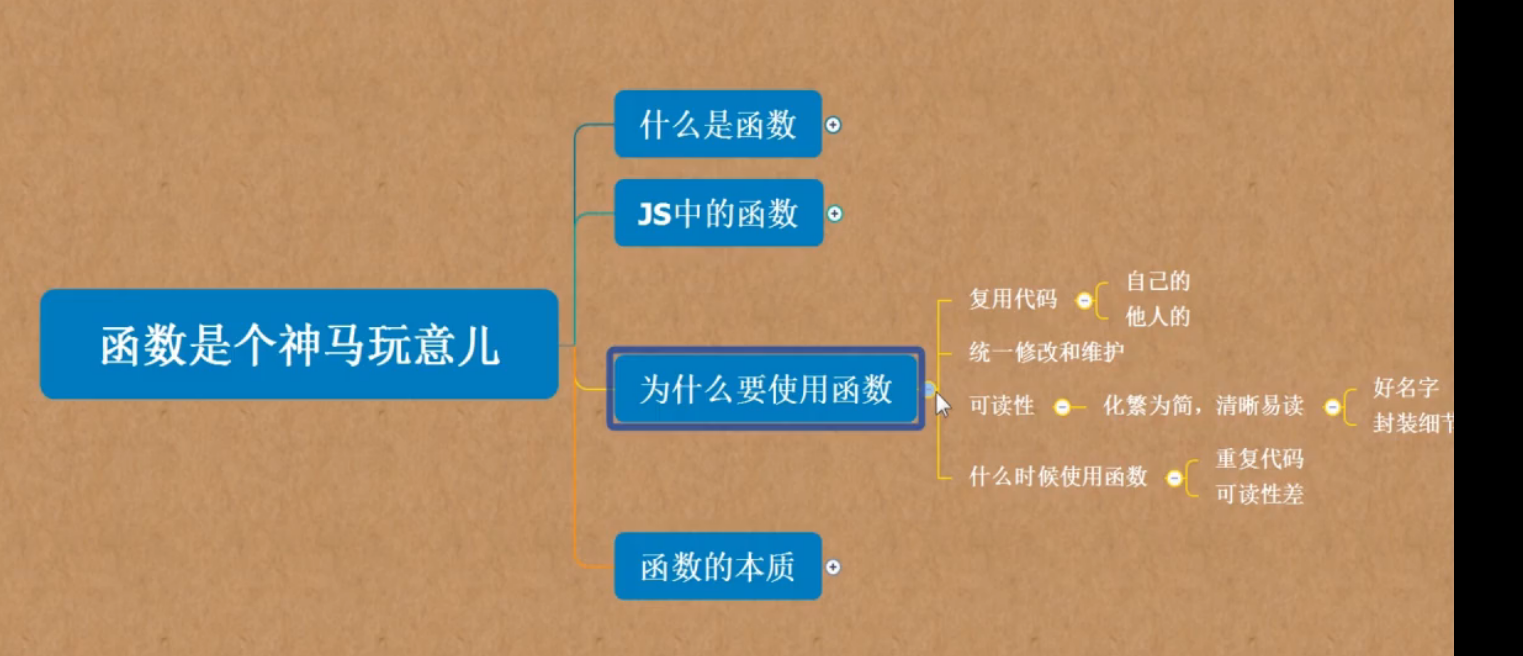 函数是个神马玩意儿
什么是函数
JS中的函数
为什么要使用函数
复用代码
自己的
他人的
统一修改和维护
可读性
化繁为简，清晰易读
好名字
封装细节
什么时候使用函数
重复代码
可读性差
函数的本质